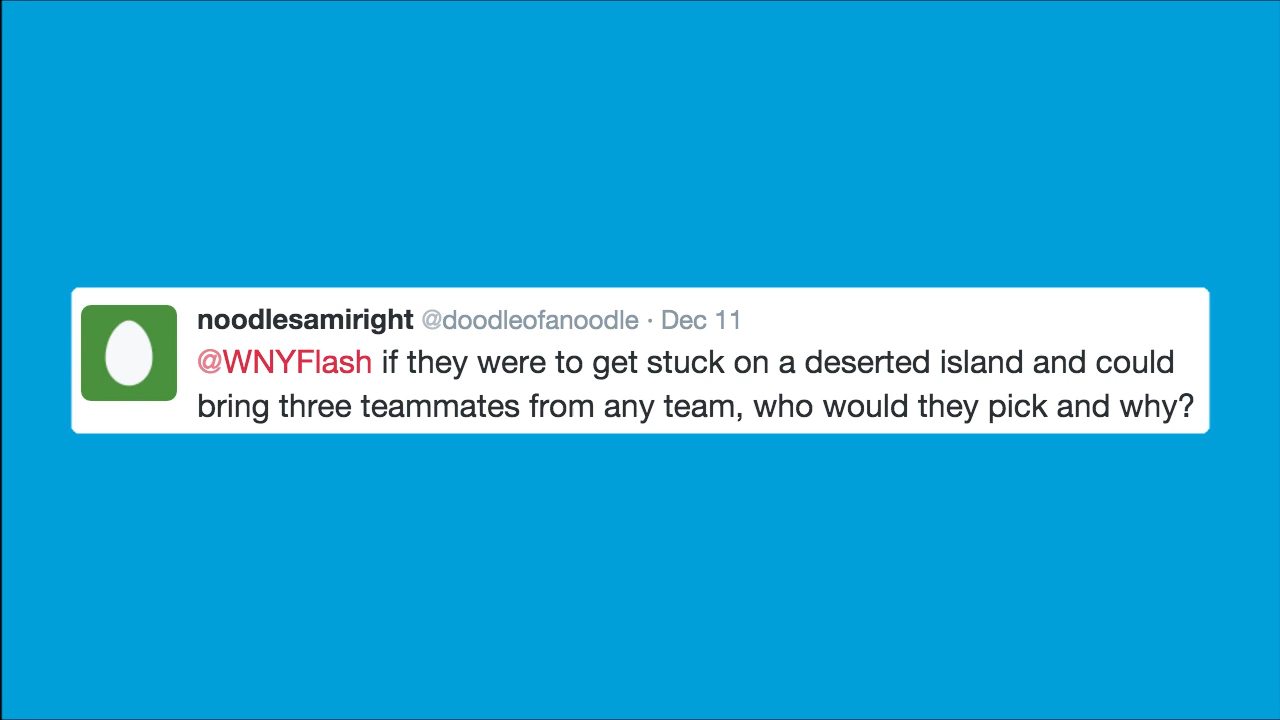 noodlesamiright @doodleofanoodle · Dec 11
@WNYFlash if they were to get stuck on a deserted island and could
bring three teammates from any team, who would they pick and why?